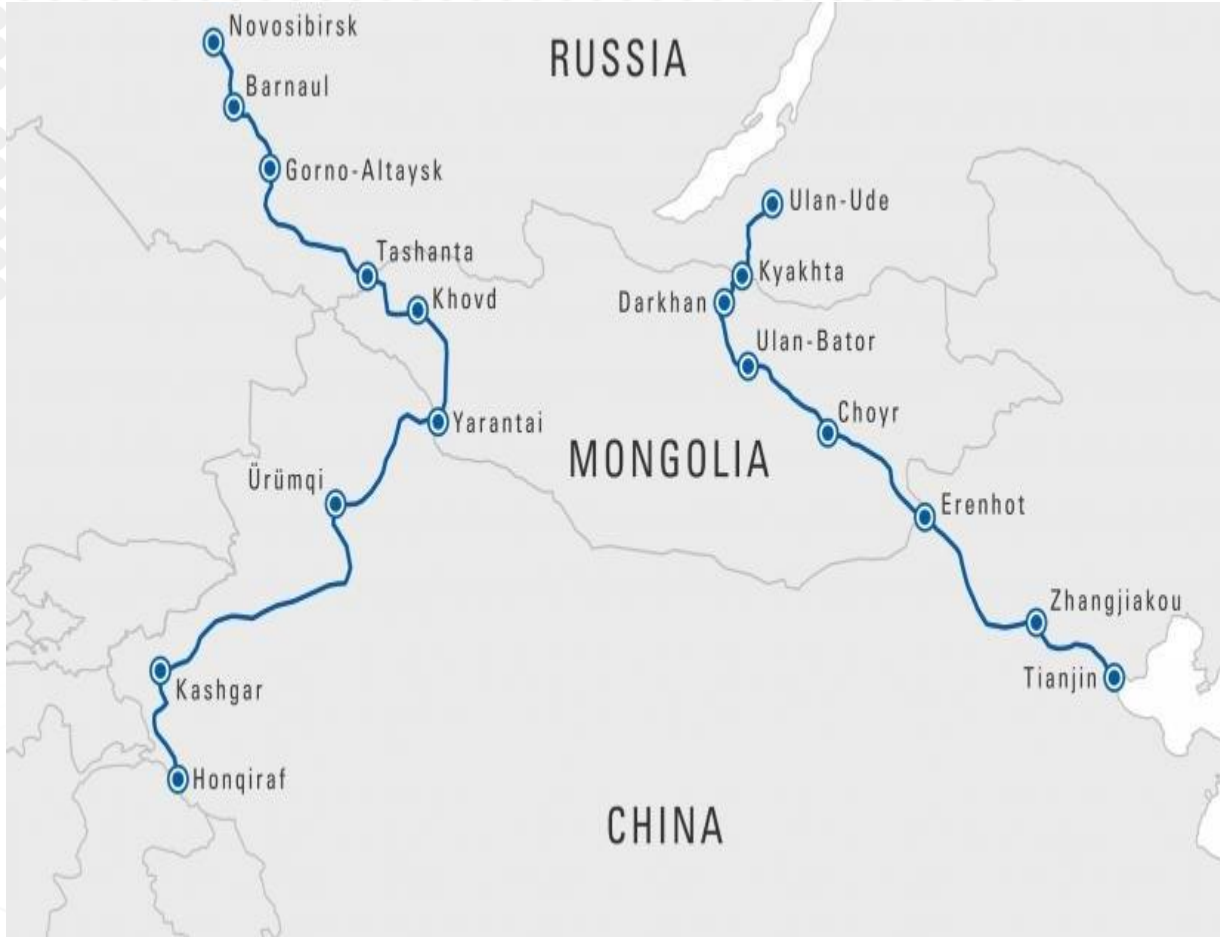 Novosibirsk
RUSSIA
Barnaul
Gorno-Altaysk
Ulan-Ude
Tashanta
Kyakhta
Khovd
Darkhan
Ulan-Bator
Yarantai
Choyr
MONGOLIA
Ürümqi
Erenhot
Zhangjiakou
Tianjin
Kashgar
Honqiraf
CHINA